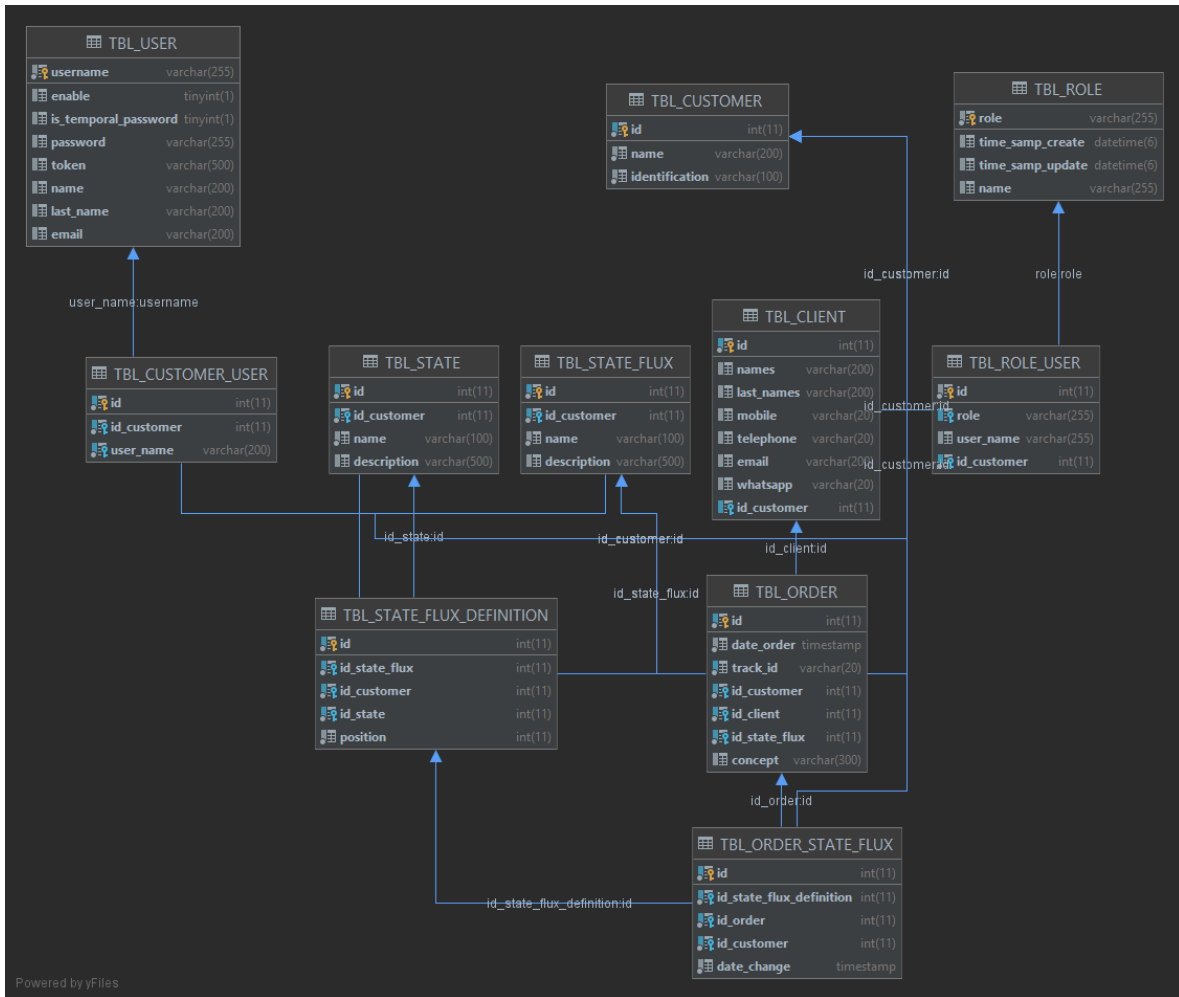 TBL_USER
username varchar(255)
enable tinyint(1)
is_temporal_password tinyint(1)
password varchar(255)
token varchar(500)
name varchar(200)
last_name varchar(200)
email varchar(200)
TBL_CUSTOMER
id int(11)
name varchar(200)
identification varchar(100)
TBL_ROLE
role varchar(255)
time_samp_create datetime(6)
time_samp_update datetime(6)
name varchar(255)
user_name:username
id_customer:id
role:role
TBL_CUSTOMER_USER
id int(11)
id_customer int(11)
user_name varchar(200)
TBL_STATE
id int(11)
id_customer int(11)
name varchar(100)
description varchar(500)
TBL_STATE_FLUX
id int(11)
id_customer int(11)
name varchar(100)
description varchar(500)
TBL_CLIENT
id int(11)
names varchar(200)
last_names varchar(200)
mobile varchar(20)
telephone varchar(20)
email varchar(200)
whatsapp varchar(20)
id_customer int(11)
id_customer:id
id_customer:id
TBL_ROLE_USER
id int(11)
role varchar(255)
user_name varchar(255)
id_customer int(11)
id_state:id
id_customer:id
id_client:id
id_state_flux:id
TBL_STATE_FLUX_DEFINITION
id int(11)
id_state_flux int(11)
id_customer int(11)
id_state int(11)
position int(11)
TBL_ORDER
id int(11)
date_order timestamp
track_id varchar(20)
id_customer int(11)
id_client int(11)
id_state_flux int(11)
concept varchar(300)
id_order:id
TBL_ORDER_STATE_FLUX
id int(11)
id_state_flux_definition int(11)
id_order int(11)
id_customer int(11)
date_change timestamp
id_state_flux_definition:id
Powered by yFiles